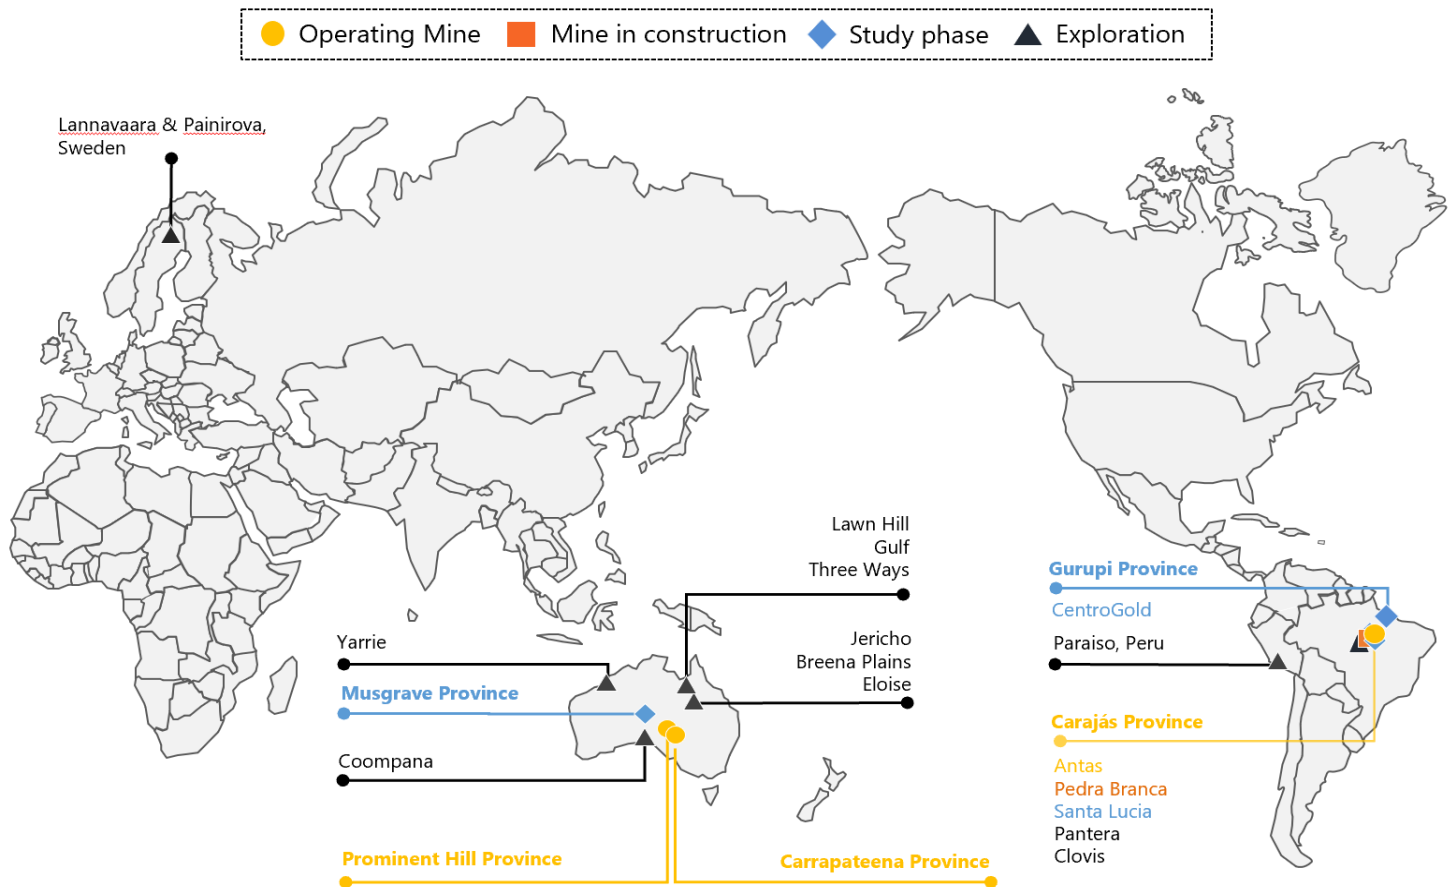 Operating Mine
Mine in construction
Study phase
Exploration
Lannavaara & Painirova,
Sweden
Lawn Hill
Gulf
Three Ways
Jericho
Breena Plains
Eloise
Yarrie
Musgrave Province
Coompana
Prominent Hill Province
Carrapateena Province
Gurupi Province
CentroGold
Paraiso, Peru
Carajás Province
Antas
Pedra Branca
Santa Lucia
Pantera
Clovis